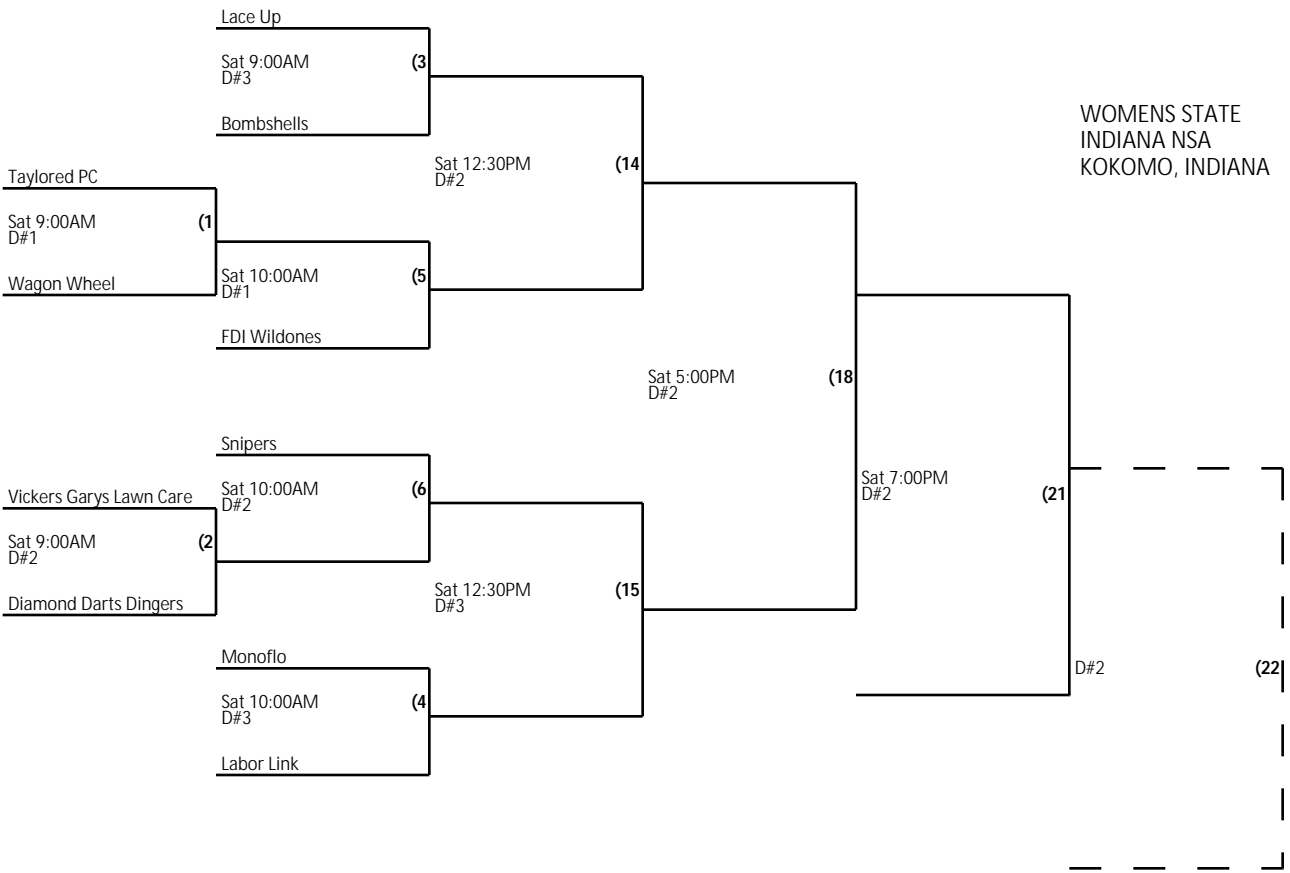 Lace Up
Sat 9:00AM (3
D#3
Bombshells
WOMENS STATE
INDIANA NSA
KOKOMO, INDIANA
Sat 12:30PM (14
D#2
Taylored PC
Sat 9:00AM (1
D#1
Wagon Wheel
Sat 10:00AM (5
D#1
FDI Wildones
Sat 5:00PM (18
D#2
Snipers
Sat 10:00AM (6
D#2
Vickers Garys Lawn Care
Sat 9:00AM (2
D#2
Diamond Darts Dingers
Sat 7:00PM (21
D#2
Sat 12:30PM (15
D#3
Monoflo
Sat 10:00AM (4
D#3
Labor Link
D#2 (22